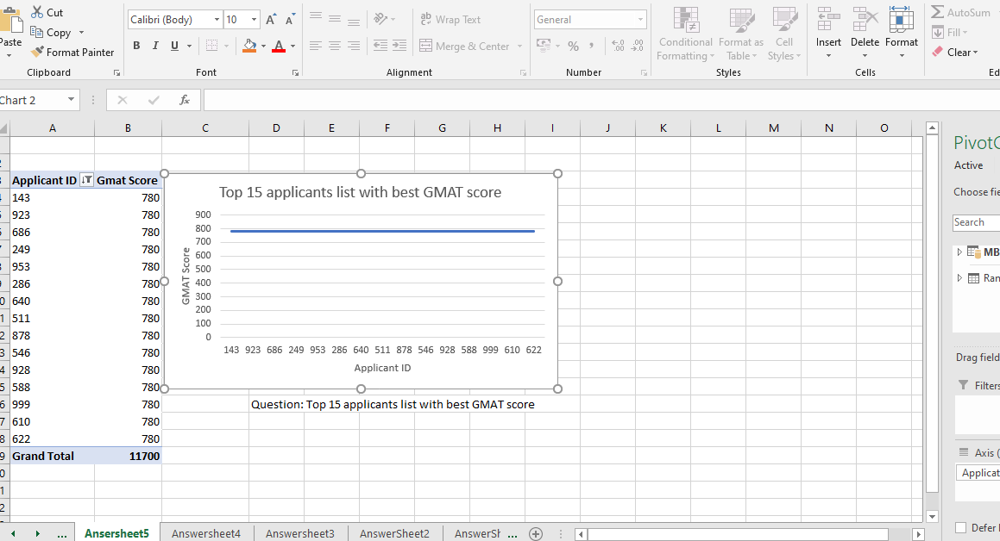 Cut
Copy
Paste
Format Painter
Clipboard
Calibri (Body) 10 A A
B I U A
Font
ab Wrap Text
Merge & Center
Alignment
General
% ,
Number
Conditional Formatting
Format as Table
Cell Styles
Styles
Insert Delete Format
Cells
AutoSum
Fill
Clear
Ed
Chart 2 fx
A B C D E F G H I J K L M N O
Applicant ID Gmat Score
143 780
923 780
686 780
249 780
953 780
286 780
640 780
511 780
878 780
546 780
928 780
588 780
999 780
610 780
622 780
Grand Total 11700
Top 15 applicants list with best GMAT score
GMAT Score
900
800
700
600
500
400
300
200
100
0
143 923 686 249 953 286 640 511 878 546 928 588 999 610 622
Applicant ID
Question: Top 15 applicants list with best GMAT score
Active
Choose fie
Search
MB
Ran
Drag field
Filters
Axis (
Applicat
Defer
... Ansersheet5 Answersheet4 Answersheet3 AnswerSheet2 AnswerSh ...